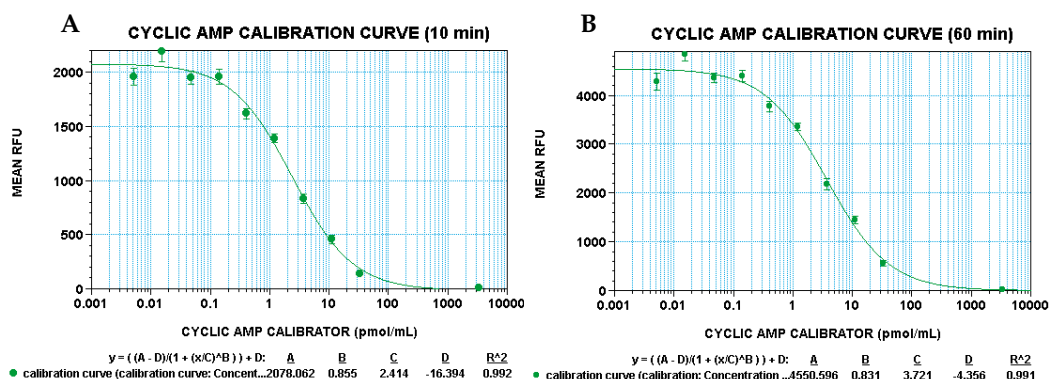 A
CYCLIC AMP CALIBRATION CURVE (10 min)
MEAN RFU
2000
1500
1000
500
0
0.001 0.01 0.1 1 10 100 1000 10000
CYCLIC AMP CALIBRATOR (pmol/mL)
y = ( (A - D)/(1 + (x/C)^B ) ) + D: A B C D R^2
calibration curve (calibration curve: Concent...2078.062 0.855 2.414 -16.394 0.992
B
CYCLIC AMP CALIBRATION CURVE (60 min)
MEAN RFU
4000
3000
2000
1000
0
0.001 0.01 0.1 1 10 100 1000 10000
CYCLIC AMP CALIBRATOR (pmol/mL)
y = ( (A - D)/(1 + (x/C)^B ) ) + D: A B C D R^2
calibration curve (calibration: Concentration ...4550.596 0.831 3.721 -4.356 0.991